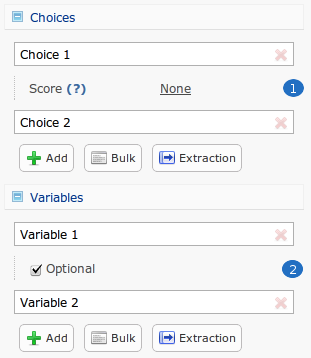 Choices
Choice 1
Score (?) None 1
Choice 2
Add Bulk Extraction
Variables
Variable 1
Optional 2
Variable 2
Add Bulk Extraction